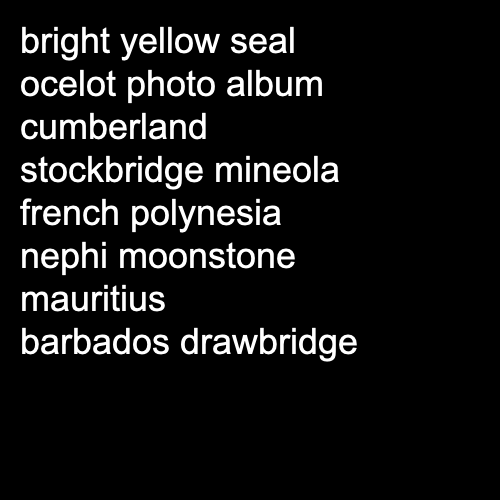 bright yellow seal
ocelot photo album
cumberland
stockbridge mineola
french polynesia
nephi moonstone
mauritius
barbados drawbridge